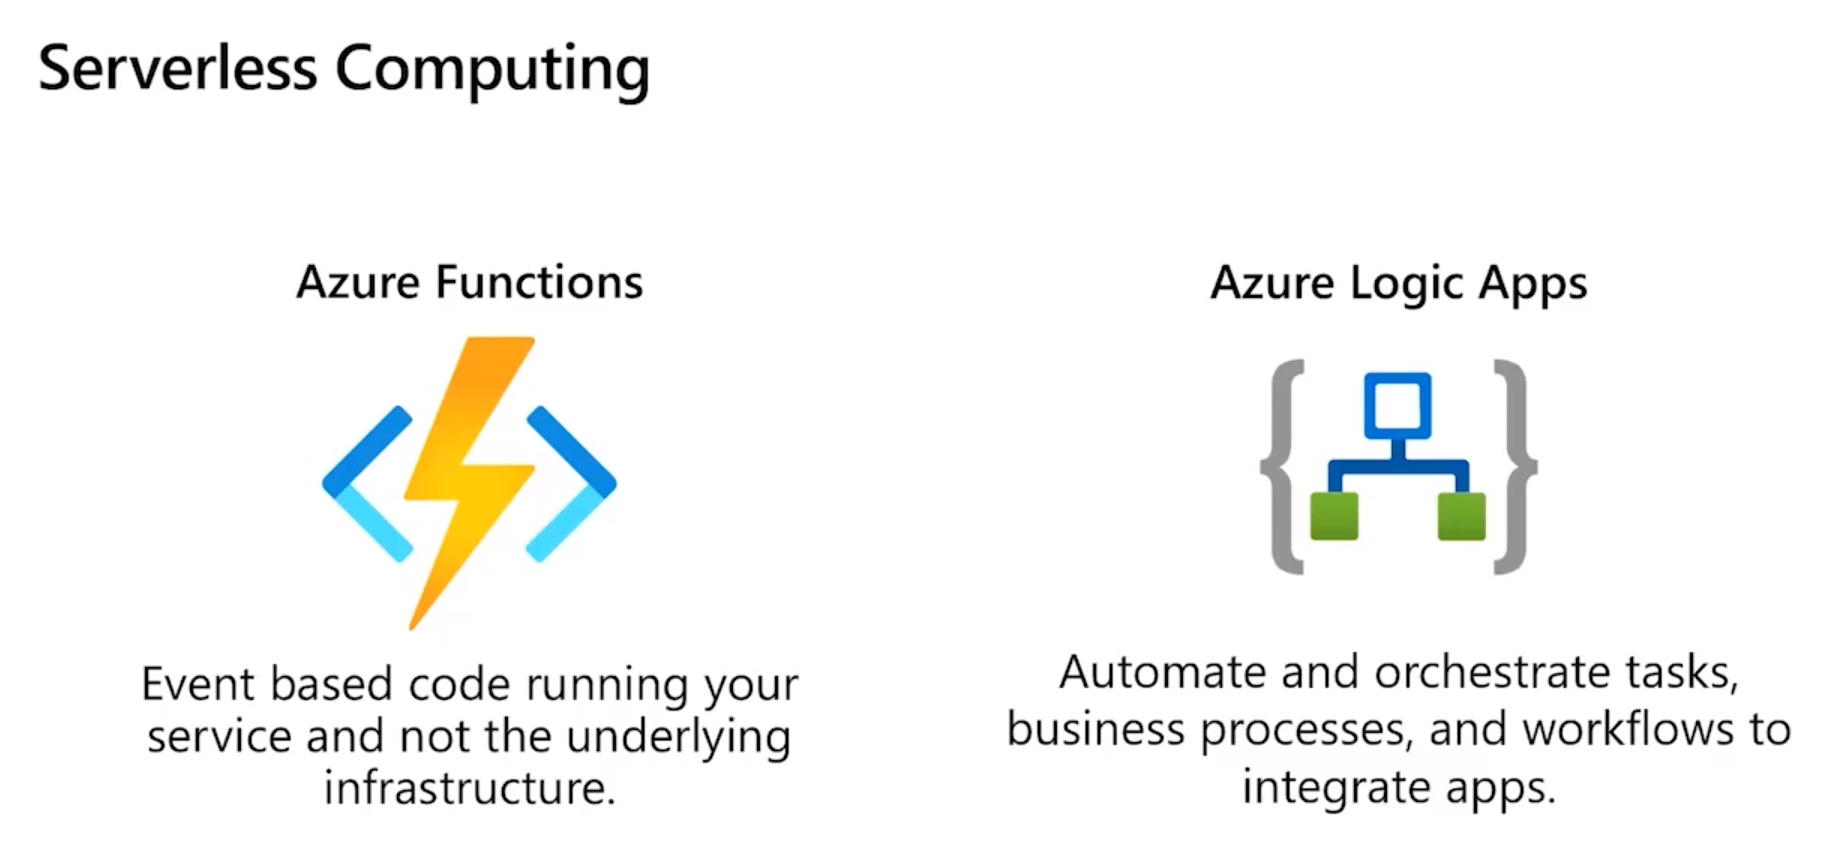 Serverless Computing
Azure Functions
Event based code running your
service and not the underlying
infrastructure.
Azure Logic Apps
Automate and orchestrate tasks,
business processes, and workflows to
integrate apps.